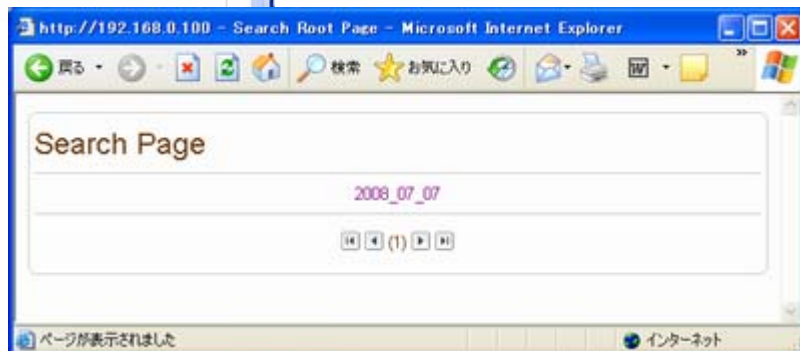 http://192.168.0.100 - Search Root Page - Microsoft Internet Explorer
戻る 検索 お気に入り
Search Page
2008_07_07
(1)
ページが表示されました インターネット